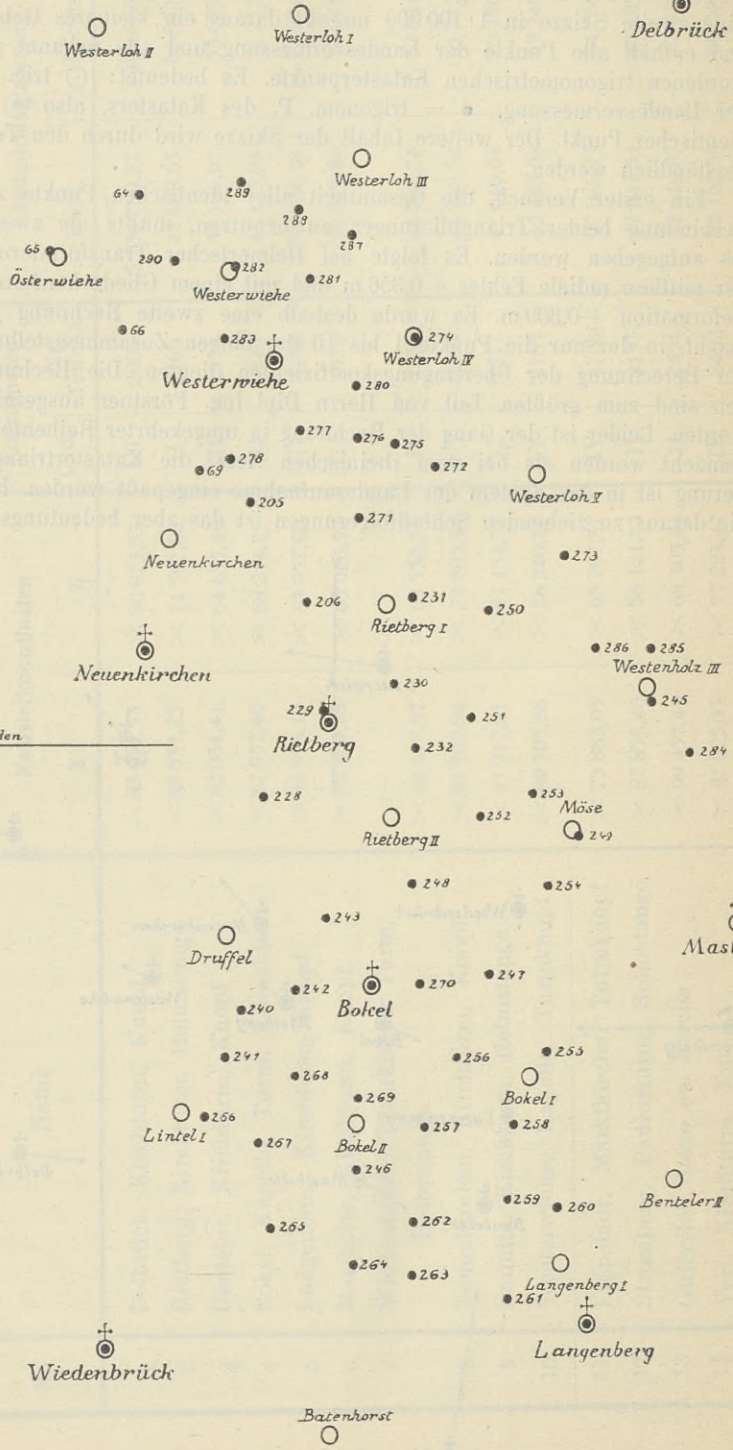 Westerloh II
Westerloh I
Delbrück
Westerloh III
64
289
288
287
65
290
282
281
Österwiehe
Westerwiehe
66
283
274
Westerwiehe
Westerloh IV
280
277
276
275
278
69
272
Westerloh V
205
271
Neuenkirchen
273
206
231
250
Rietberg I
286
285
Neuenkirchen
Westenholz III
230
245
229
251
Rietberg
232
284
228
253
Möse
252
249
Rietberg II
248
254
243
Druffel
Mast
247
242
270
240
Bokel
241
256
255
268
269
Bokel I
266
257
258
Lintel I
267
Bokel II
246
259
260
Benteler II
265
262
264
263
Langenberg I
261
Langenberg
Wiedenbrück
Batenhorst